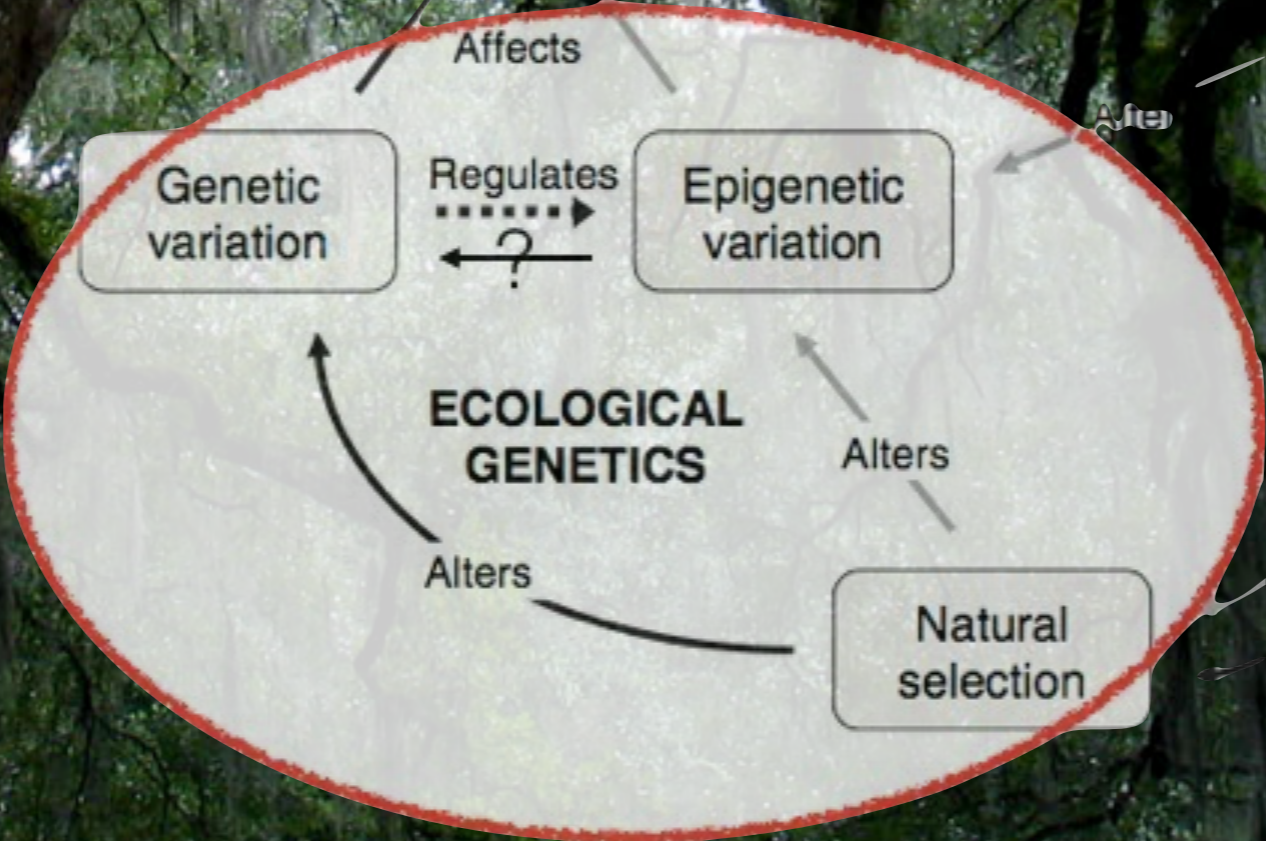 Affects
Genetic
variation
Regulates
?
Epigenetic
variation
ECOLOGICAL
GENETICS
Alters
Alters
Natural
selection